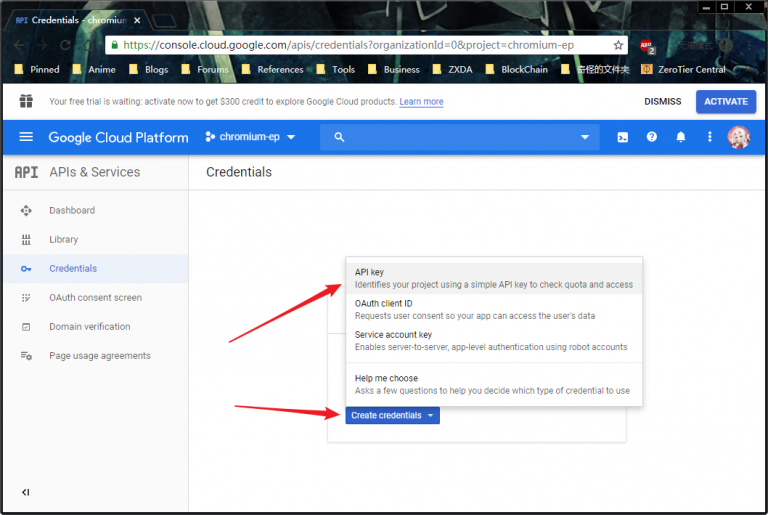 API Credentials - chromium
https://console.cloud.google.com/apis/credentials?organizationId=0&project=chromium-ep
ABP
2
Pinned Anime Blogs Forums References Tools Business ZXDA BlockChain 奇怪的文件夹 ZeroTier Central
Your free trial is waiting: activate now to get $300 credit to explore Google Cloud products. Learn more DISMISS ACTIVATE
Google Cloud Platform chromium-ep
API APIs & Services Credentials
Dashboard
Library
Credentials
OAuth consent screen
Domain verification
Page usage agreements
API key
Identifies your project using a simple API key to check quota and access
OAuth client ID
Requests user consent so your app can access the user's data
Service account key
Enables server-to-server, app-level authentication using robot accounts
Help me choose
Asks a few questions to help you decide which type of credential to use
Create credentials